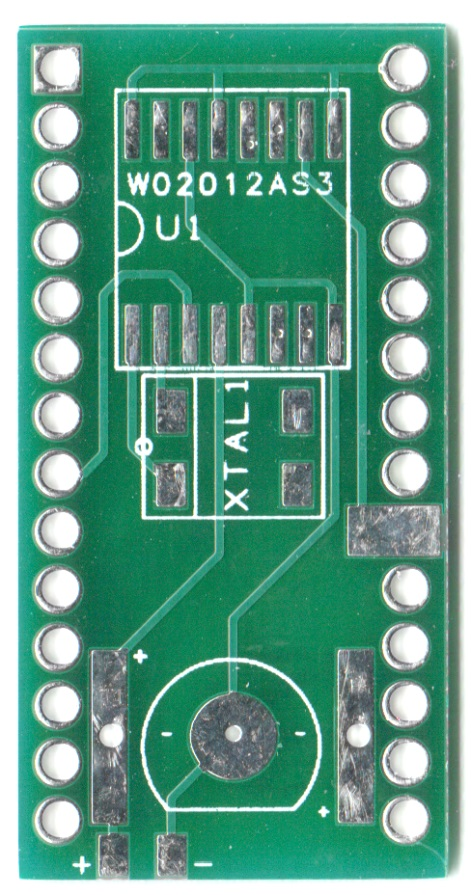 W02012AS3
U1
XTAL1
+
- -
+
+ -